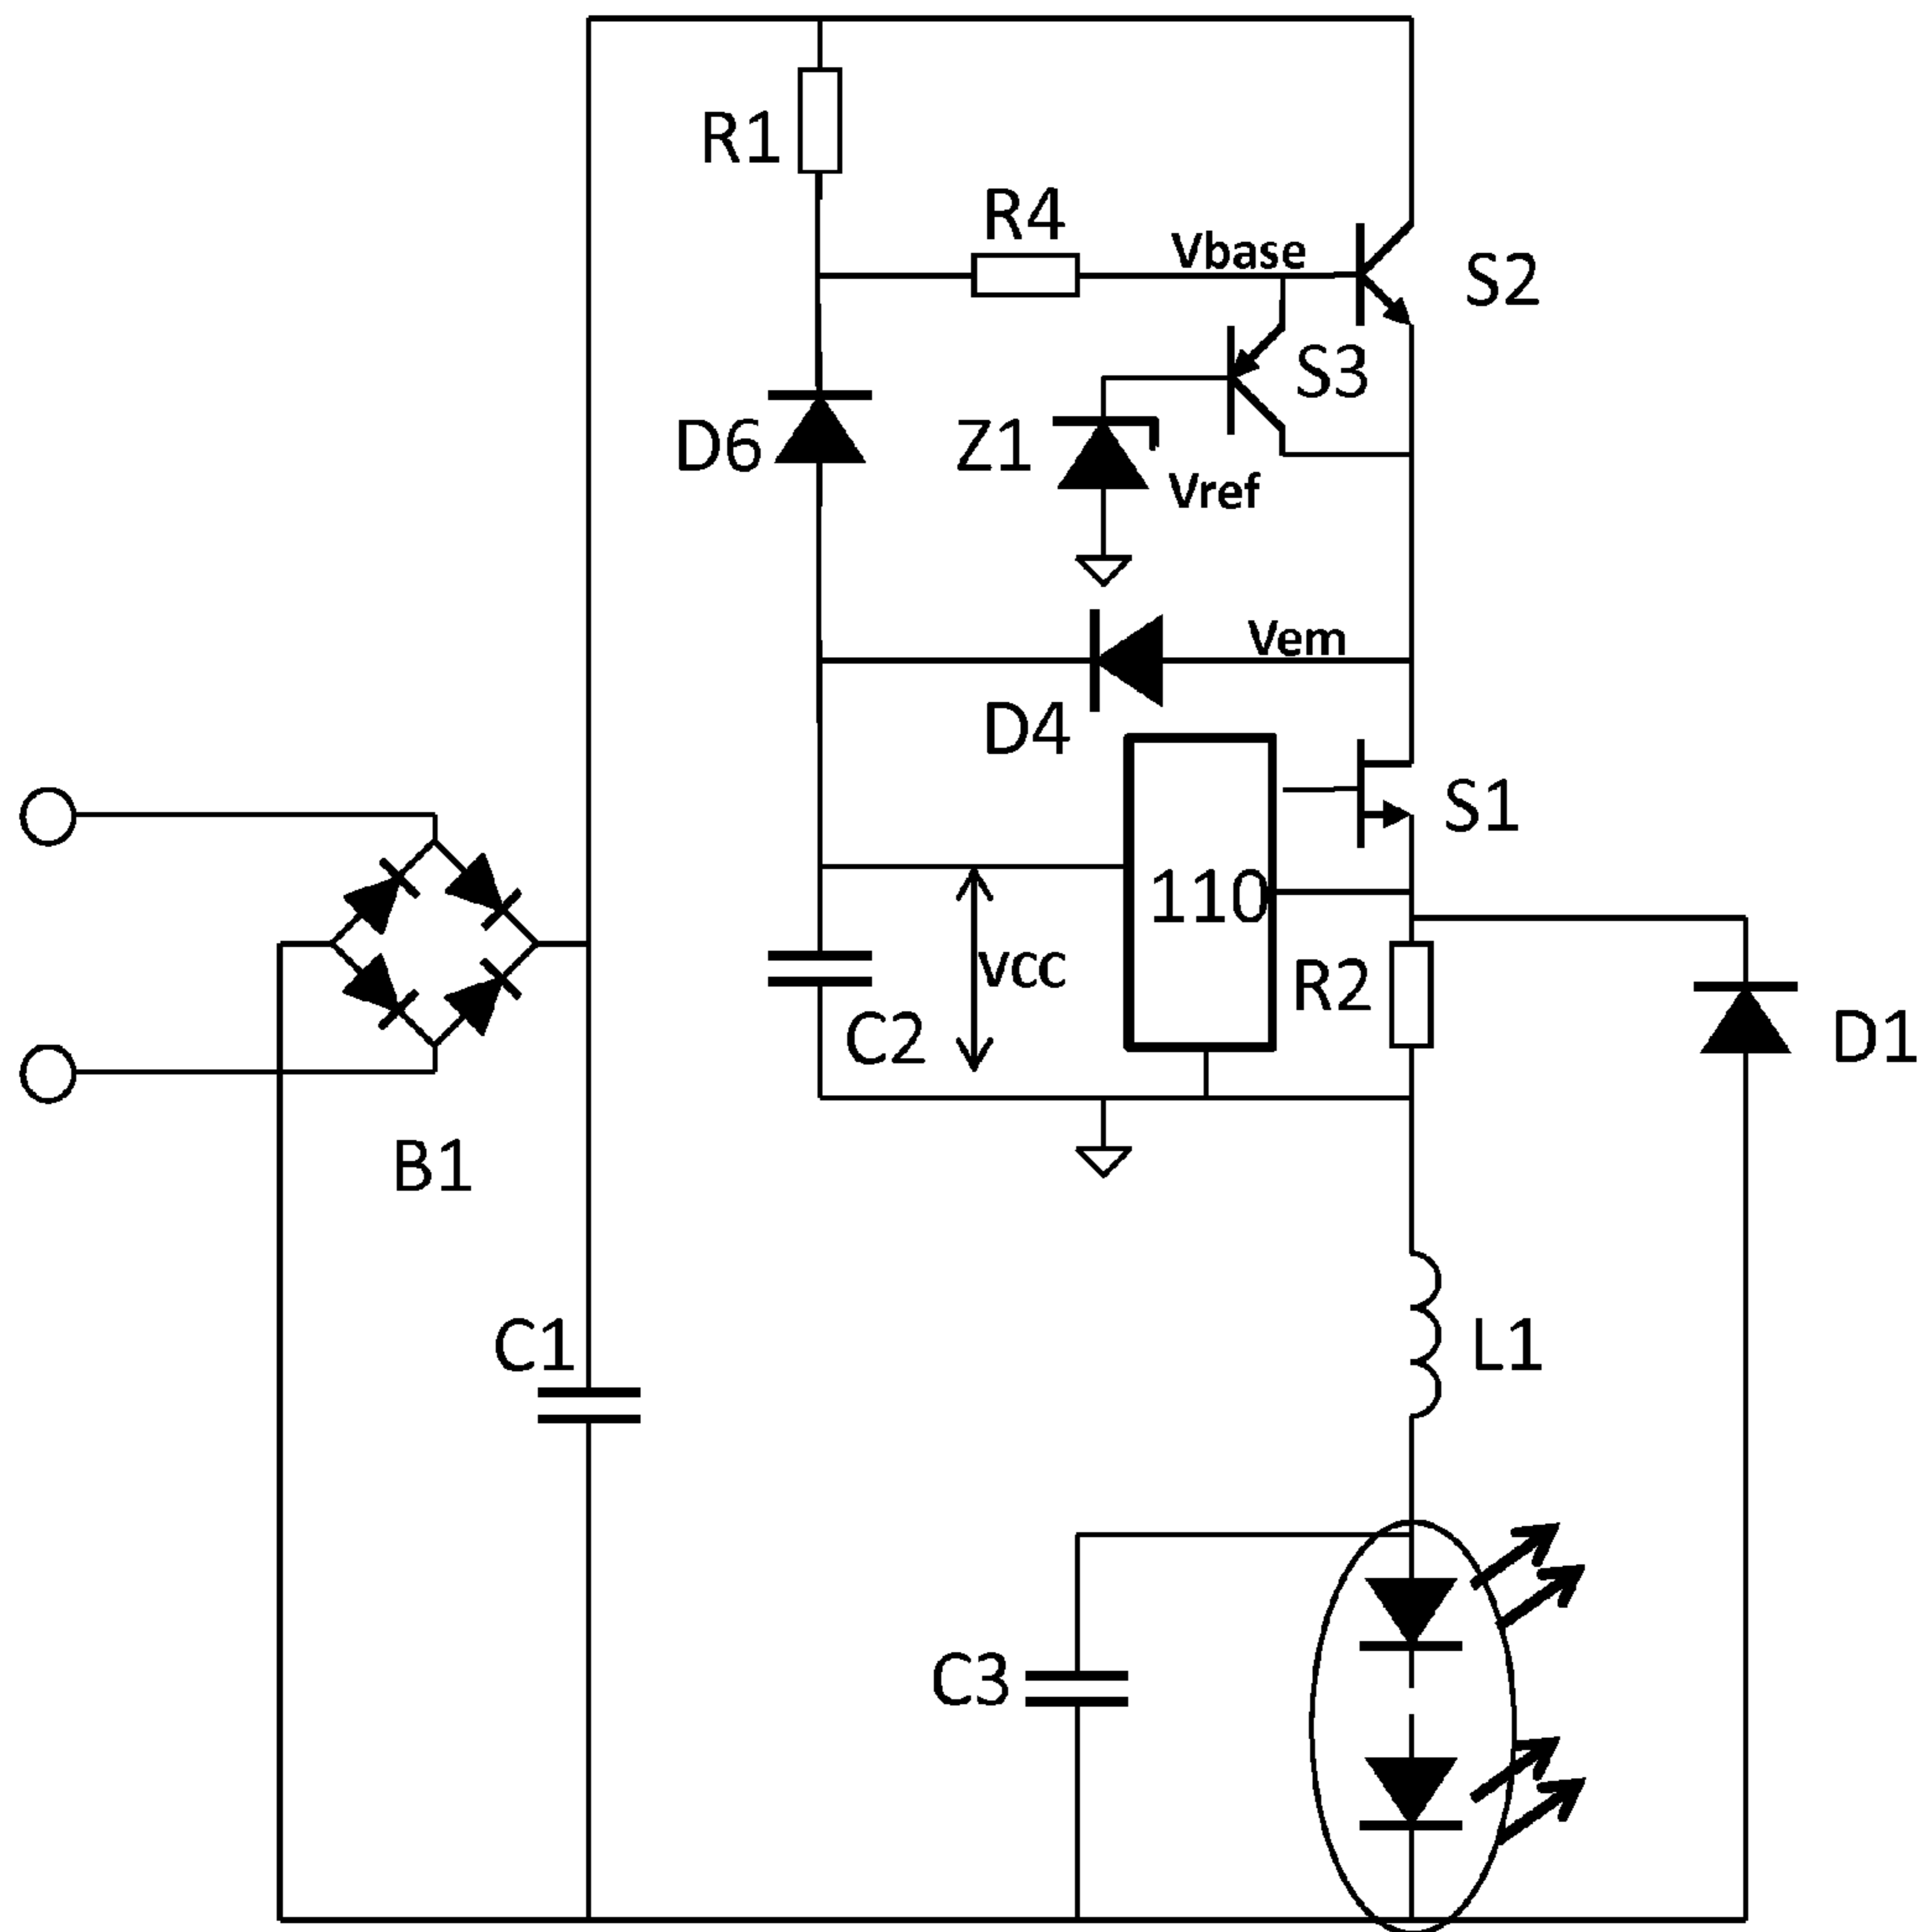 R1
R4
Vbase
S2
S3
D6
Z1
Vref
Vem
D4
S1
110
vcc
R2
C2
D1
B1
C1
L1
C3